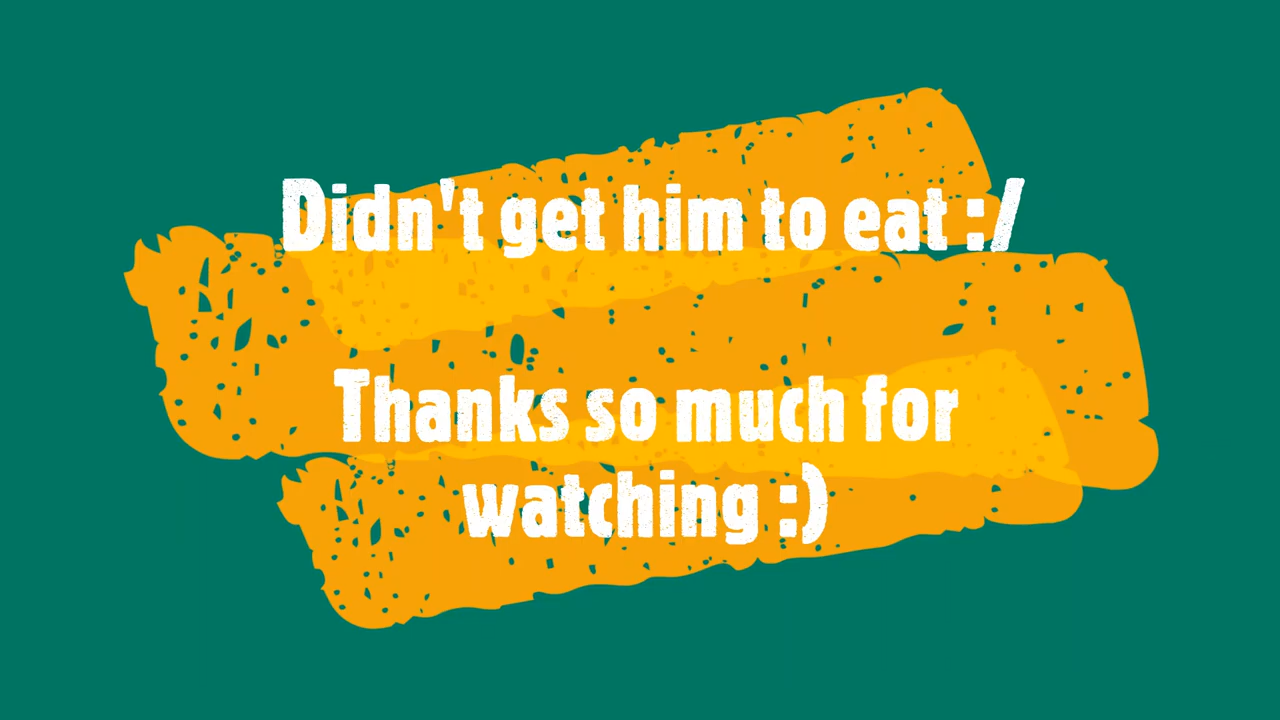 Didn't get him to eat :/
Thanks so much for
watching :)